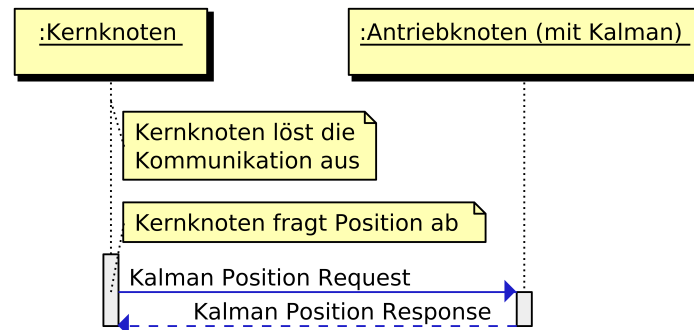 :Kernknoten
:Antriebknoten (mit Kalman)
Kernknoten löst die
Kommunikation aus
Kernknoten fragt Position ab
Kalman Position Request
Kalman Position Response